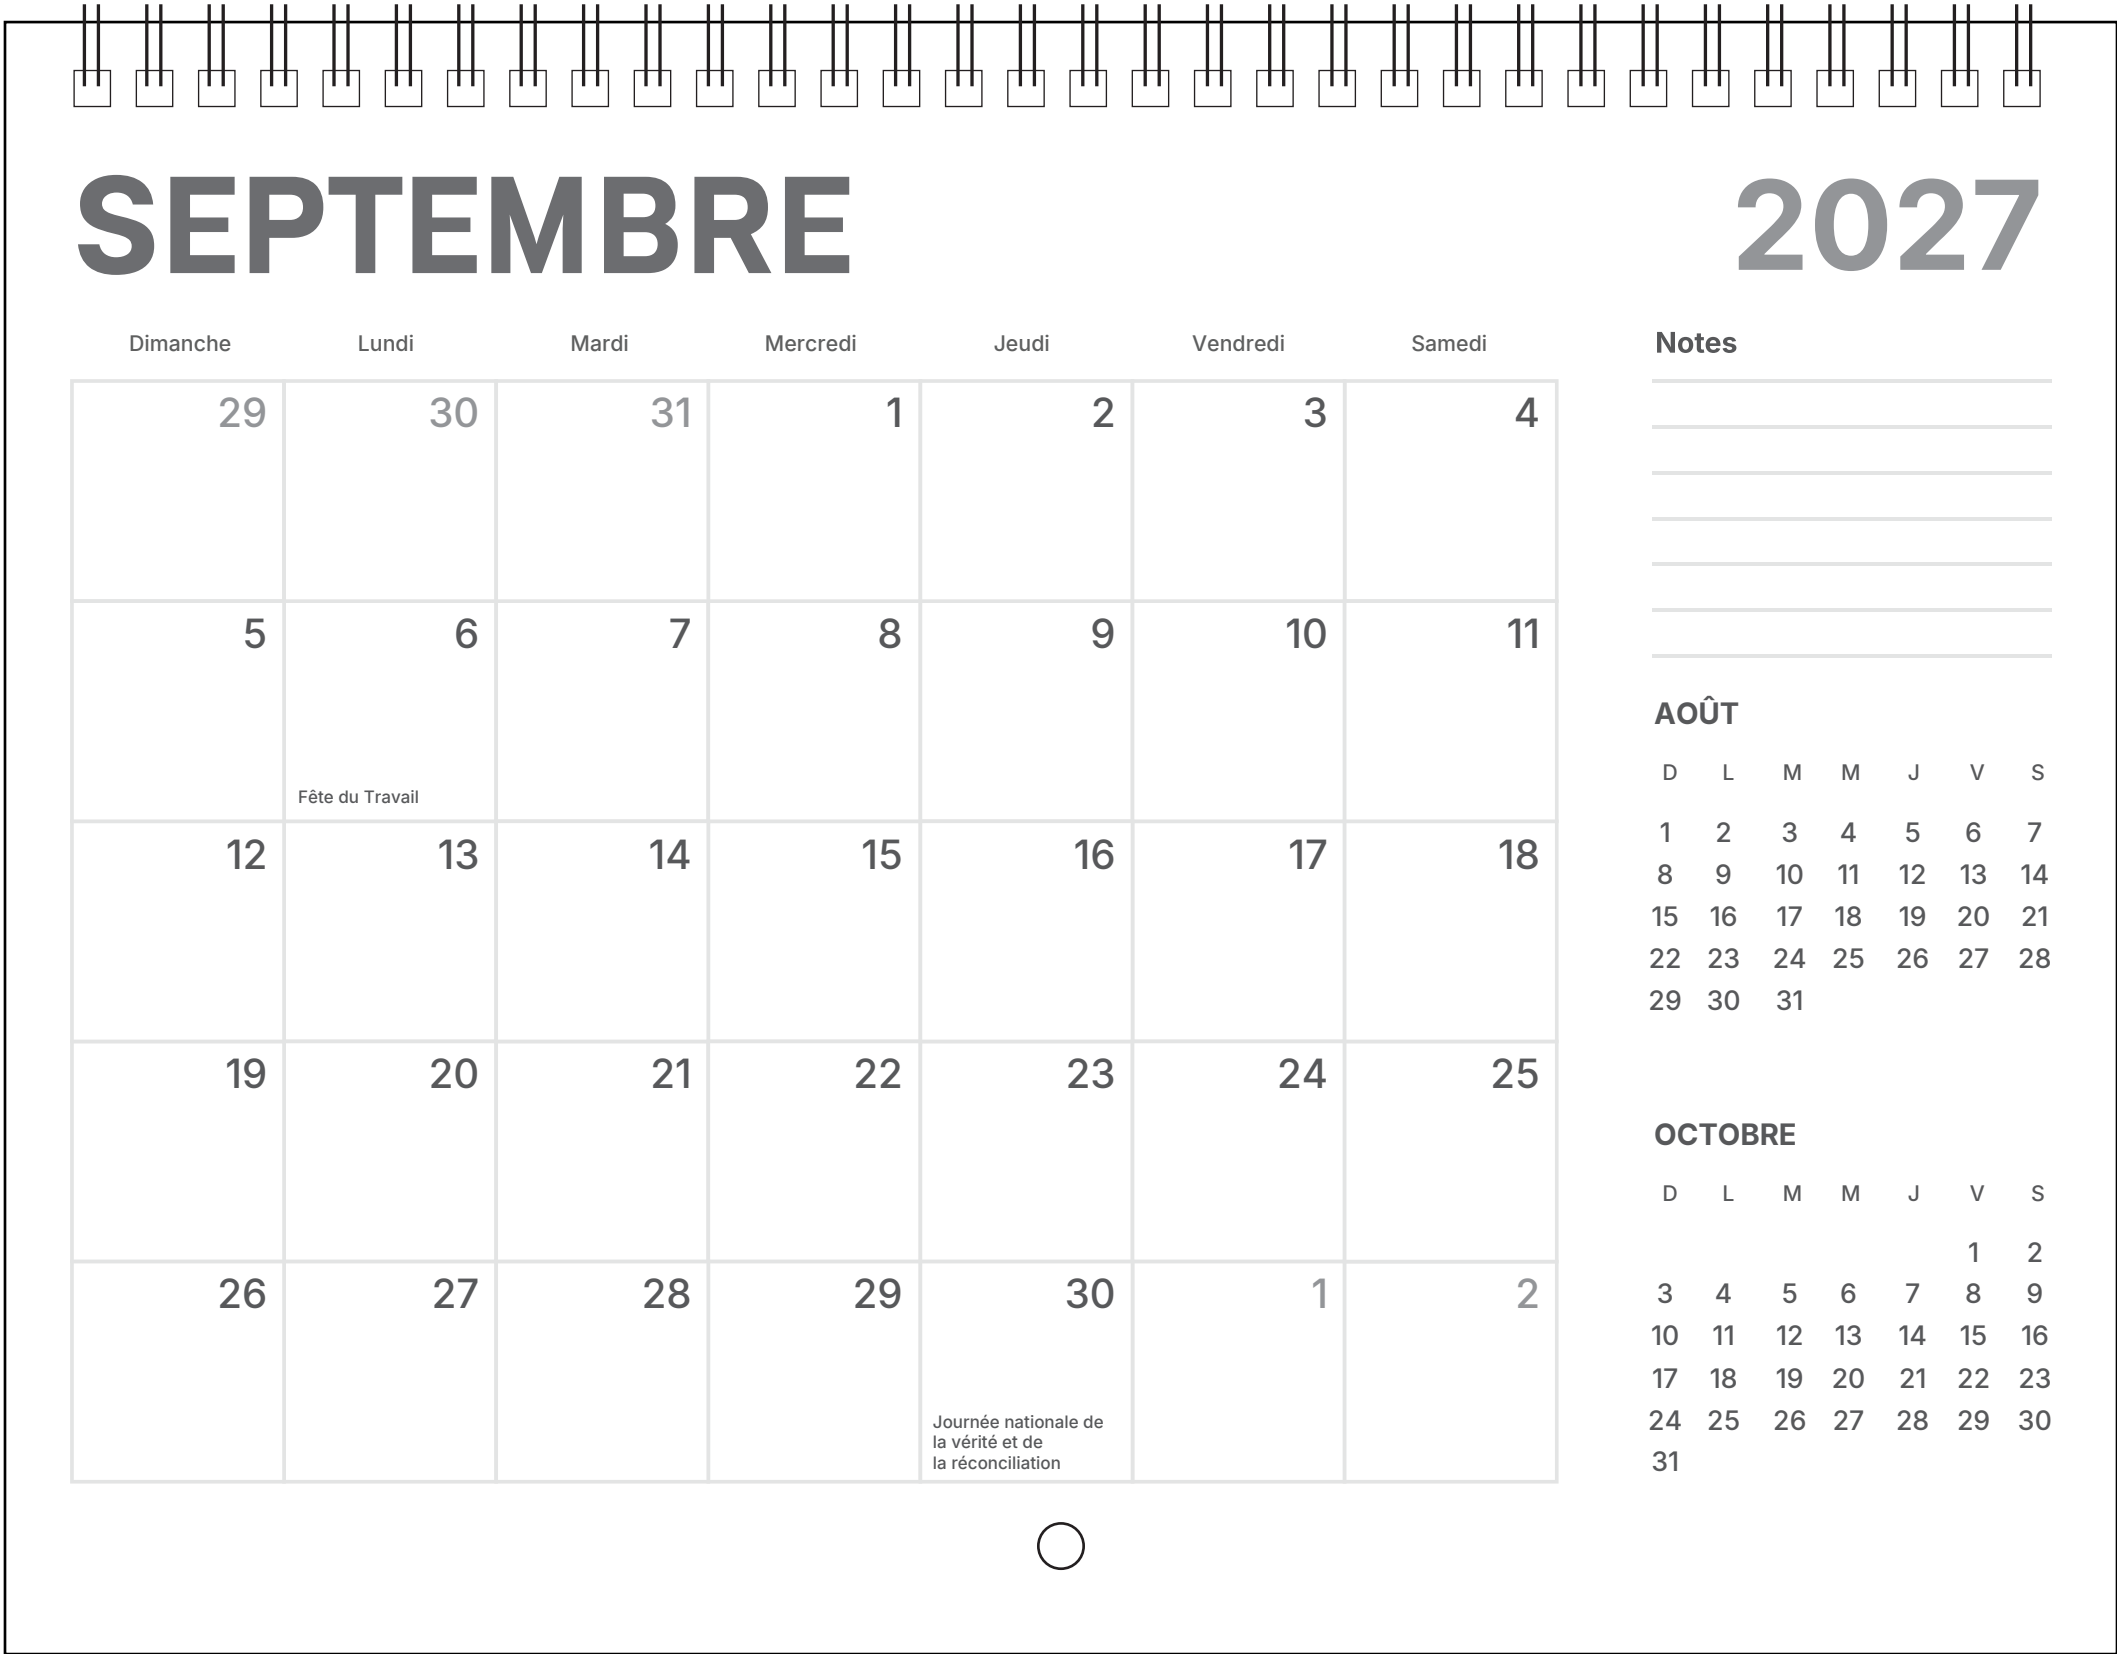 SEPTEMBRE 2027
Dimanche Lundi Mardi Mercredi Jeudi Vendredi Samedi
29 30 31 1 2 3 4
5 6 7 8 9 10 11
Fête du Travail
12 13 14 15 16 17 18
19 20 21 22 23 24 25
26 27 28 29 30 1 2
Journée nationale de
la vérité et de
la réconciliation
Notes
AOÛT
D L M M J V S
1 2 3 4 5 6 7
8 9 10 11 12 13 14
15 16 17 18 19 20 21
22 23 24 25 26 27 28
29 30 31
OCTOBRE
D L M M J V S
1 2
3 4 5 6 7 8 9
10 11 12 13 14 15 16
17 18 19 20 21 22 23
24 25 26 27 28 29 30
31